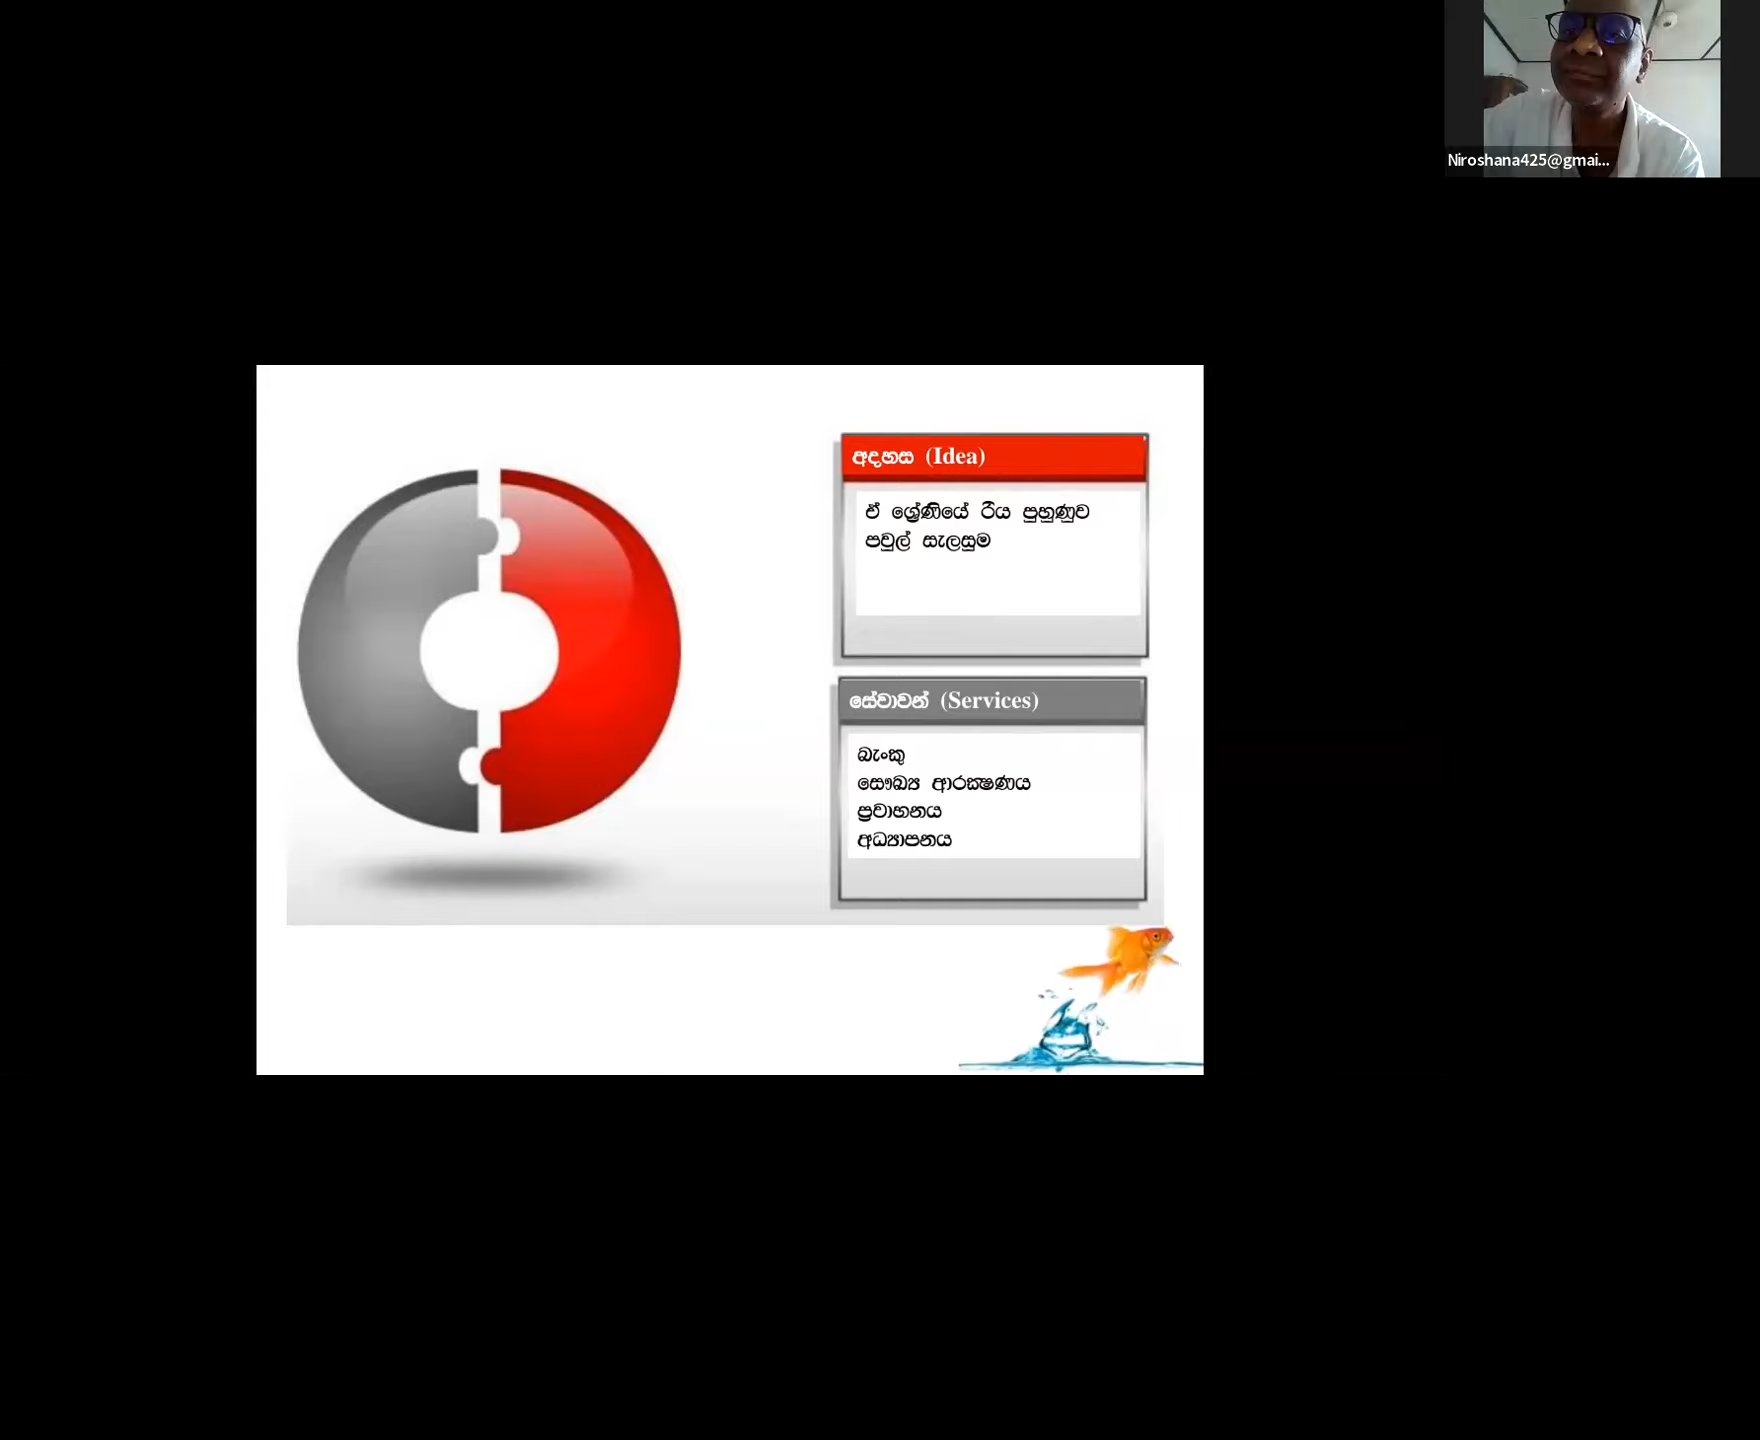 Niroshana425@gmai...
අදහස (Idea)
ඒ ශ්‍රේණියේ රීය පුහුණුව
පවුල් සැලසුම
සේවාවන් (Services)
බැංකු
සෞඛ්‍ය ආරක්‍ෂණය
ප්‍රවාහනය
අධ්‍යාපනය